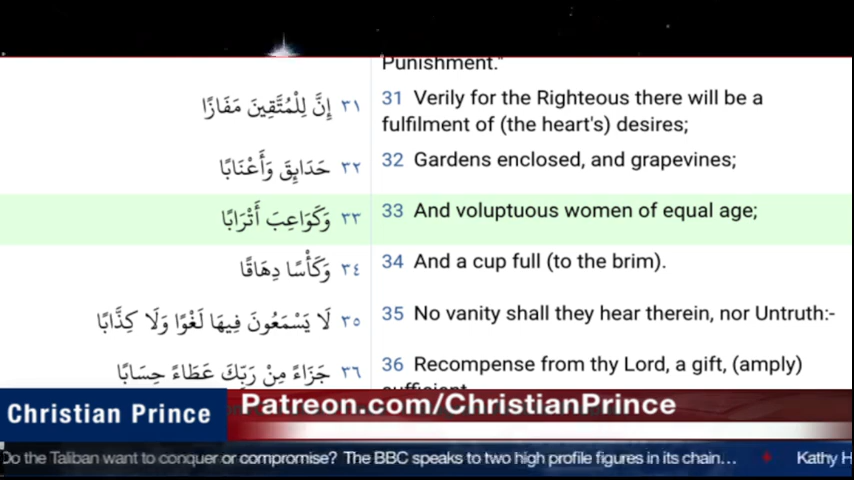 Punishment."
٣١ إِنَّ لِلْمُتَّقِينَ مَفَازًا
31 Verily for the Righteous there will be a
fulfilment of (the heart's) desires;
٣٢ حَدَايِقَ وَأَعْنَابًا
32 Gardens enclosed, and grapevines;
٣٣ وَكَوَاعِبَ أَتْرَابًا
33 And voluptuous women of equal age;
٣٤ وَكَأْسًا دِهَاقًا
34 And a cup full (to the brim).
٣٥ لَا يَسْمَعُونَ فِيهَا لَغْوًا وَلَا كِذَّابًا
35 No vanity shall they hear therein, nor Untruth:-
٣٦ جَزَاءً مِنْ رَبِّكَ عَطَاءً حِسَابًا
36 Recompense from thy Lord, a gift, (amply)
sufficient
Christian Prince
Patreon.com/ChristianPrince
Do the Taliban want to conquer or compromise? The BBC speaks to two high profile figures in its chain... Kathy H